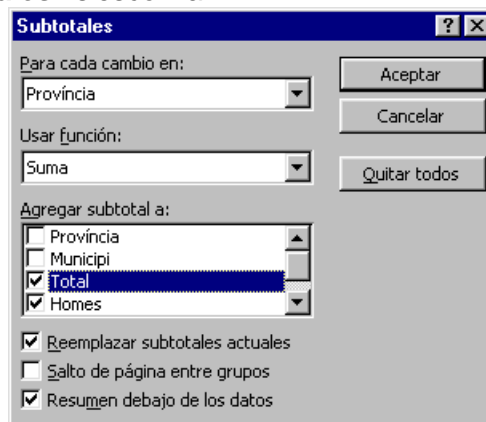 Subtotales
Para cada cambio en:
Província
Usar función:
Suma
Agregar subtotal a:
Província
Municipi
Total
Homes
Reemplazar subtotales actuales
Salto de página entre grupos
Resumen debajo de los datos
Aceptar
Cancelar
Quitar todos